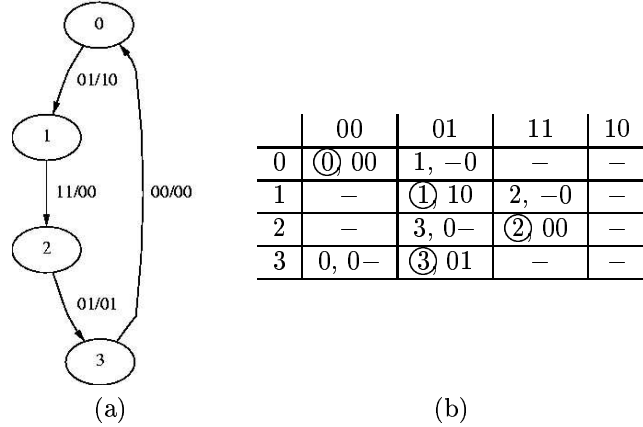 0
01/10
1
11/00
00/00
2
01/01
3
(a)
00 01 11 10
0 0, 00 1, −0 − −
1 − 1, 10 2, −0 −
2 − 3, 0− 2, 00 −
3 0, 0− 3, 01 − −
(b)